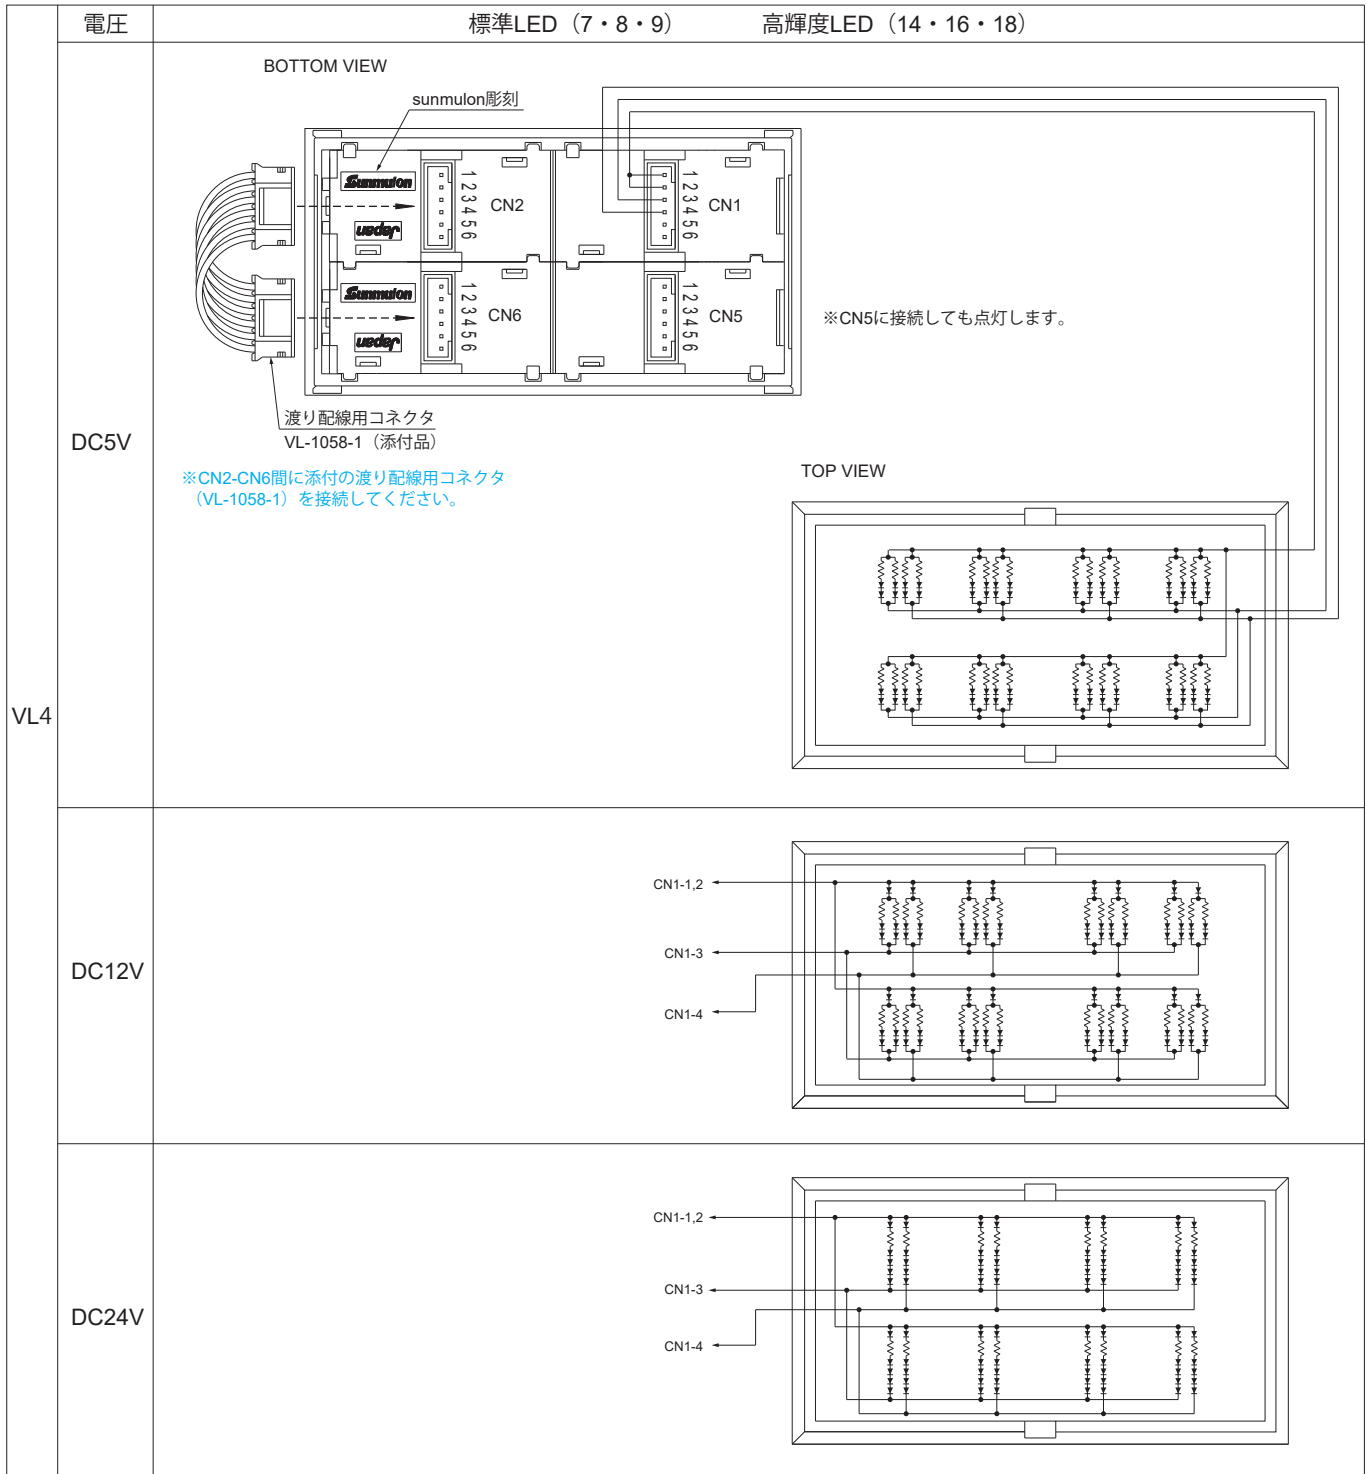 電圧
標準LED（7・8・9） 高輝度LED（14・16・18）
VL4
DC5V
BOTTOM VIEW
sunmulon彫刻
Sunmulon
Japan
1 2 3 4 5 6
CN2
1 2 3 4 5 6
CN1
Sunmulon
Japan
1 2 3 4 5 6
CN6
1 2 3 4 5 6
CN5
※CN5に接続しても点灯します。
渡り配線用コネクタ
VL-1058-1（添付品）
※CN2-CN6間に添付の渡り配線用コネクタ
（VL-1058-1）を接続してください。
TOP VIEW
DC12V
CN1-1,2
CN1-3
CN1-4
DC24V
CN1-1,2
CN1-3
CN1-4